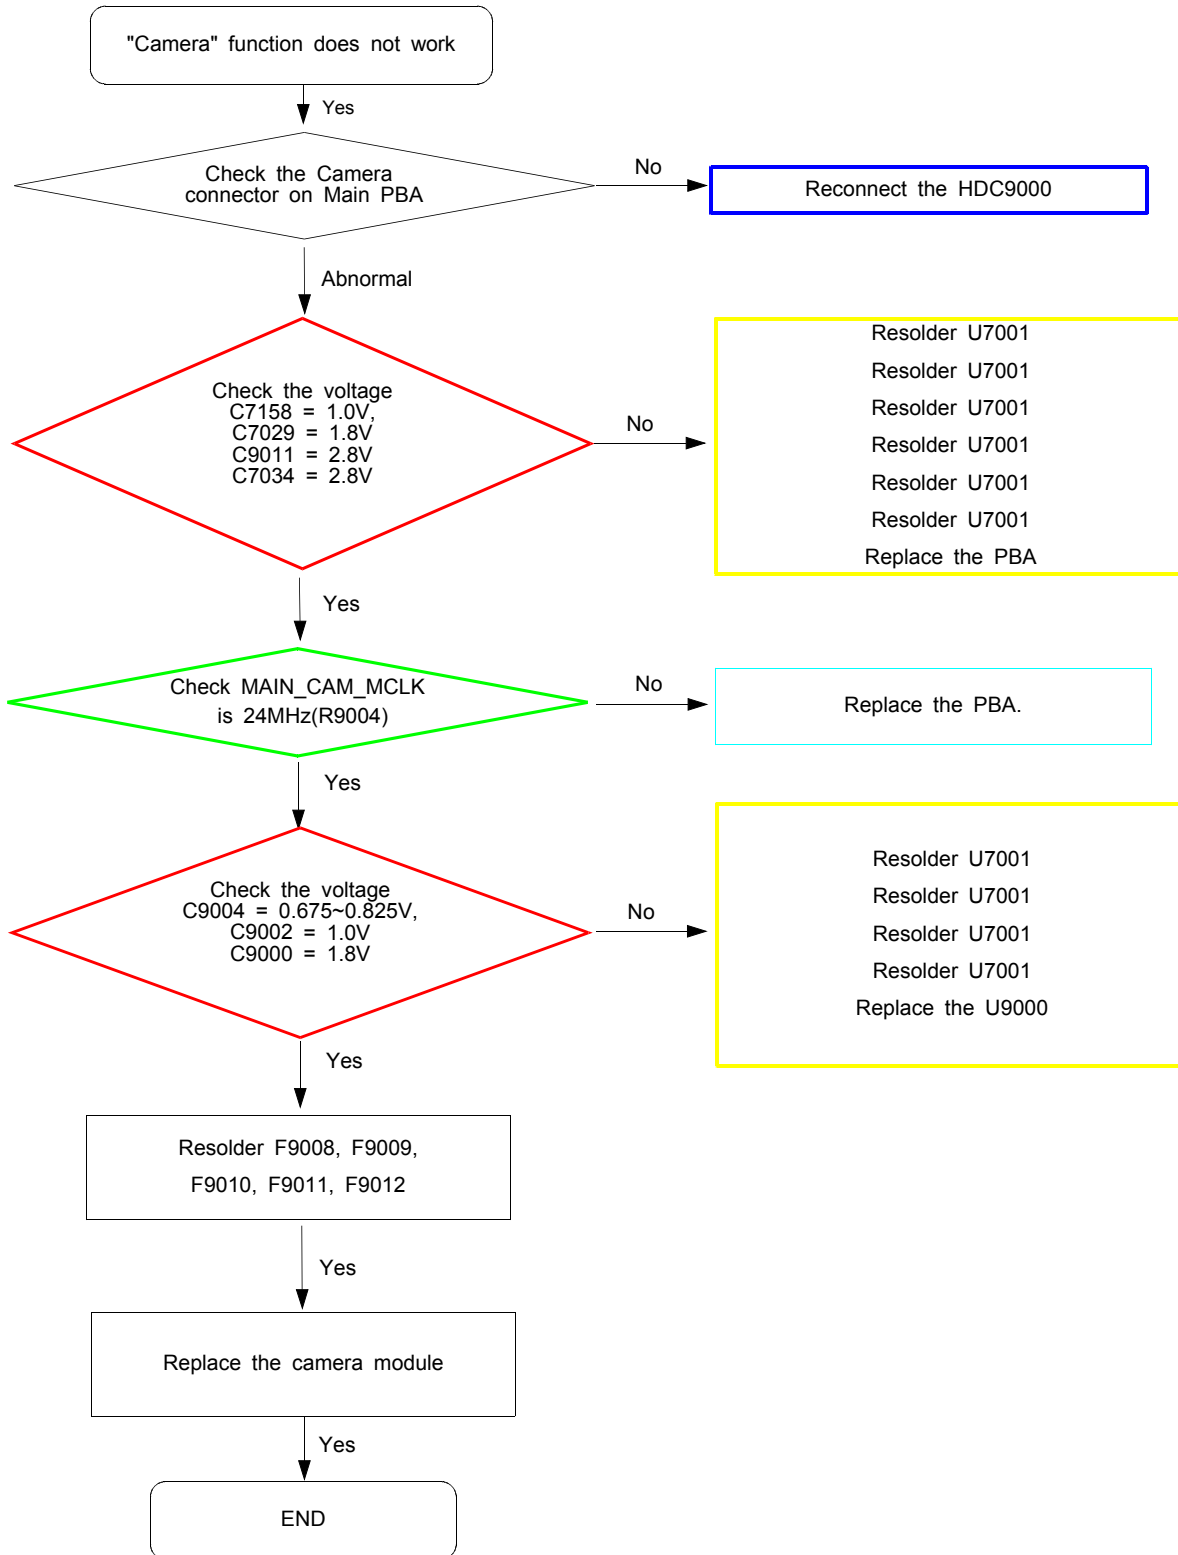 "Camera" function does not work
Yes
Check the Camera
connector on Main PBA
No
Reconnect the HDC9000
Abnormal
Check the voltage
C7158 = 1.0V,
C7029 = 1.8V
C9011 = 2.8V
C7034 = 2.8V
No
Resolder U7001
Resolder U7001
Resolder U7001
Resolder U7001
Resolder U7001
Resolder U7001
Replace the PBA
Yes
Check MAIN_CAM_MCLK
is 24MHz(R9004)
No
Replace the PBA.
Yes
Check the voltage
C9004 = 0.675~0.825V,
C9002 = 1.0V
C9000 = 1.8V
No
Resolder U7001
Resolder U7001
Resolder U7001
Resolder U7001
Replace the U9000
Yes
Resolder F9008, F9009,
F9010, F9011, F9012
Yes
Replace the camera module
Yes
END